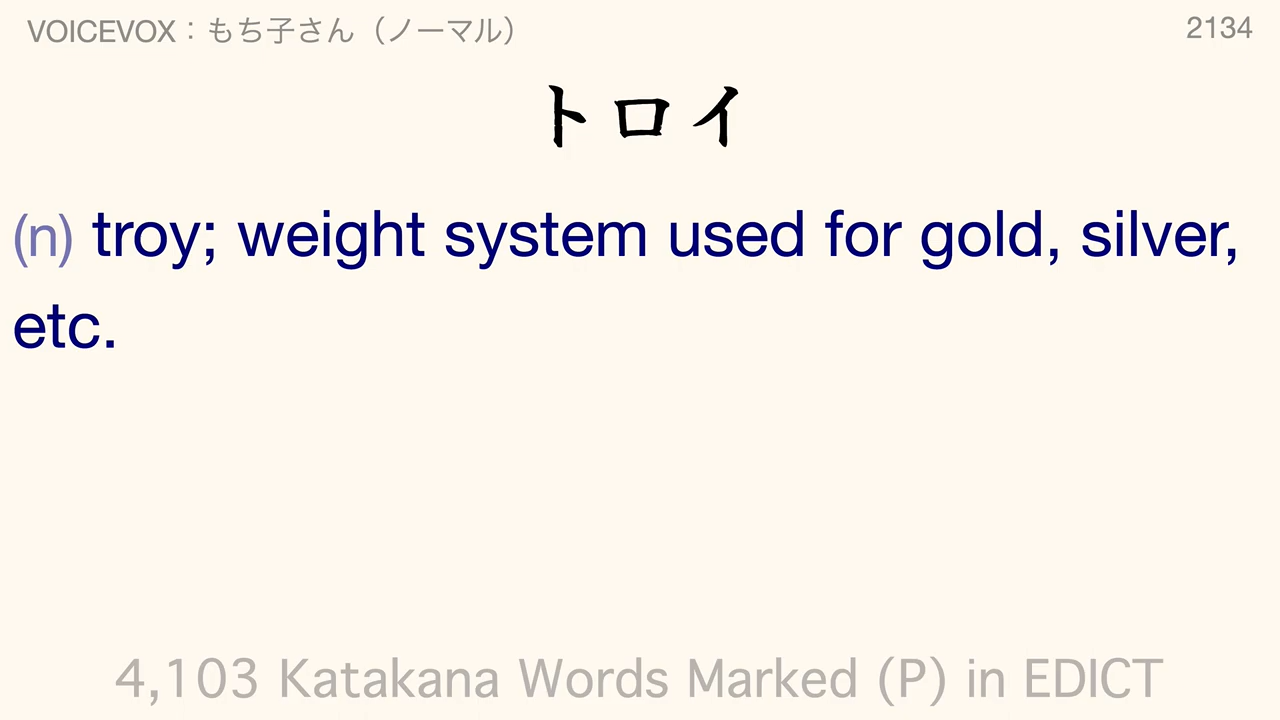 VOICEVOX：もち子さん（ノーマル）
2134
トロイ
(n) troy; weight system used for gold, silver,
etc.
4,103 Katakana Words Marked (P) in EDICT